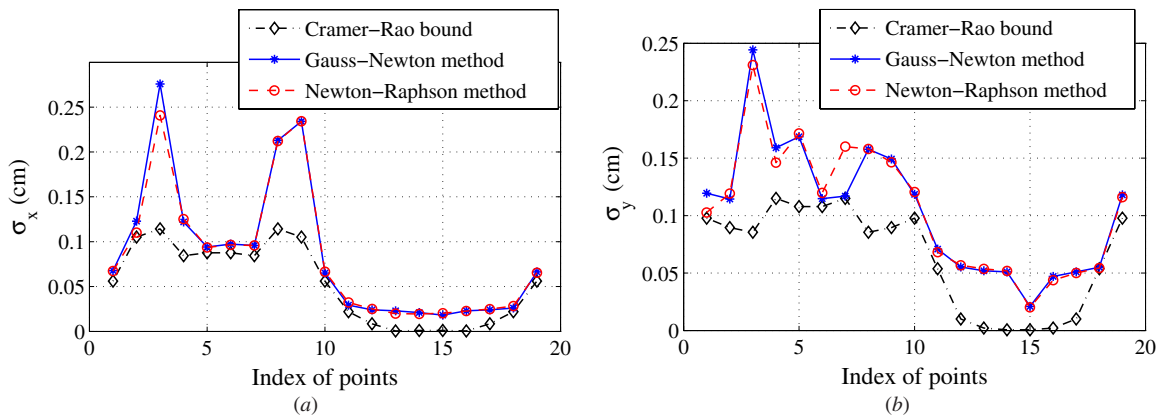 Cramer−Rao bound
Gauss−Newton method
Newton−Raphson method
0.25
0.2
0.15
0.1
0.05
0
σx (cm)
0 5 10 15 20
Index of points
(a)
Cramer−Rao bound
Gauss−Newton method
Newton−Raphson method
0.25
0.2
0.15
0.1
0.05
0
σy (cm)
0 5 10 15 20
Index of points
(b)